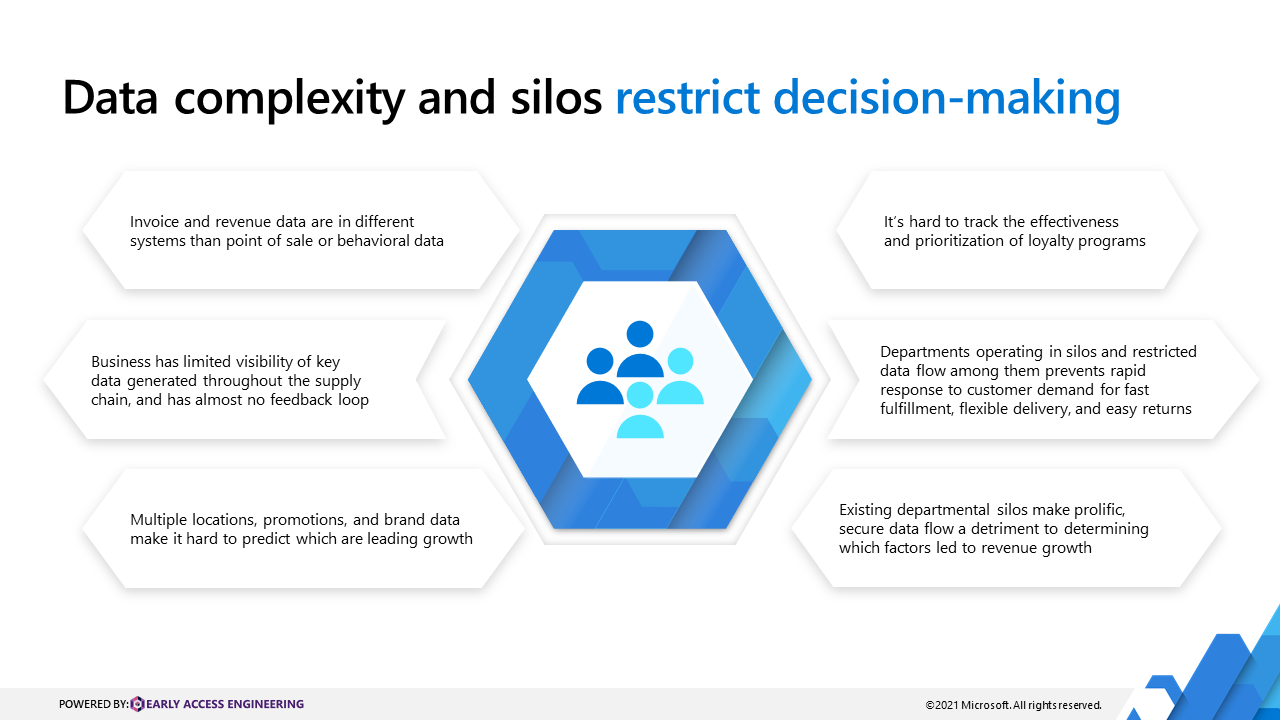 Data complexity and silos restrict decision-making
Invoice and revenue data are in different
systems than point of sale or behavioral data
Business has limited visibility of key
data generated throughout the supply
chain, and has almost no feedback loop
Multiple locations, promotions, and brand data
make it hard to predict which are leading growth
It’s hard to track the effectiveness
and prioritization of loyalty programs
Departments operating in silos and restricted
data flow among them prevents rapid
response to customer demand for fast
fulfillment, flexible delivery, and easy returns
Existing departmental silos make prolific,
secure data flow a detriment to determining
which factors led to revenue growth
POWERED BY: EARLY ACCESS ENGINEERING
©2021 Microsoft. All rights reserved.